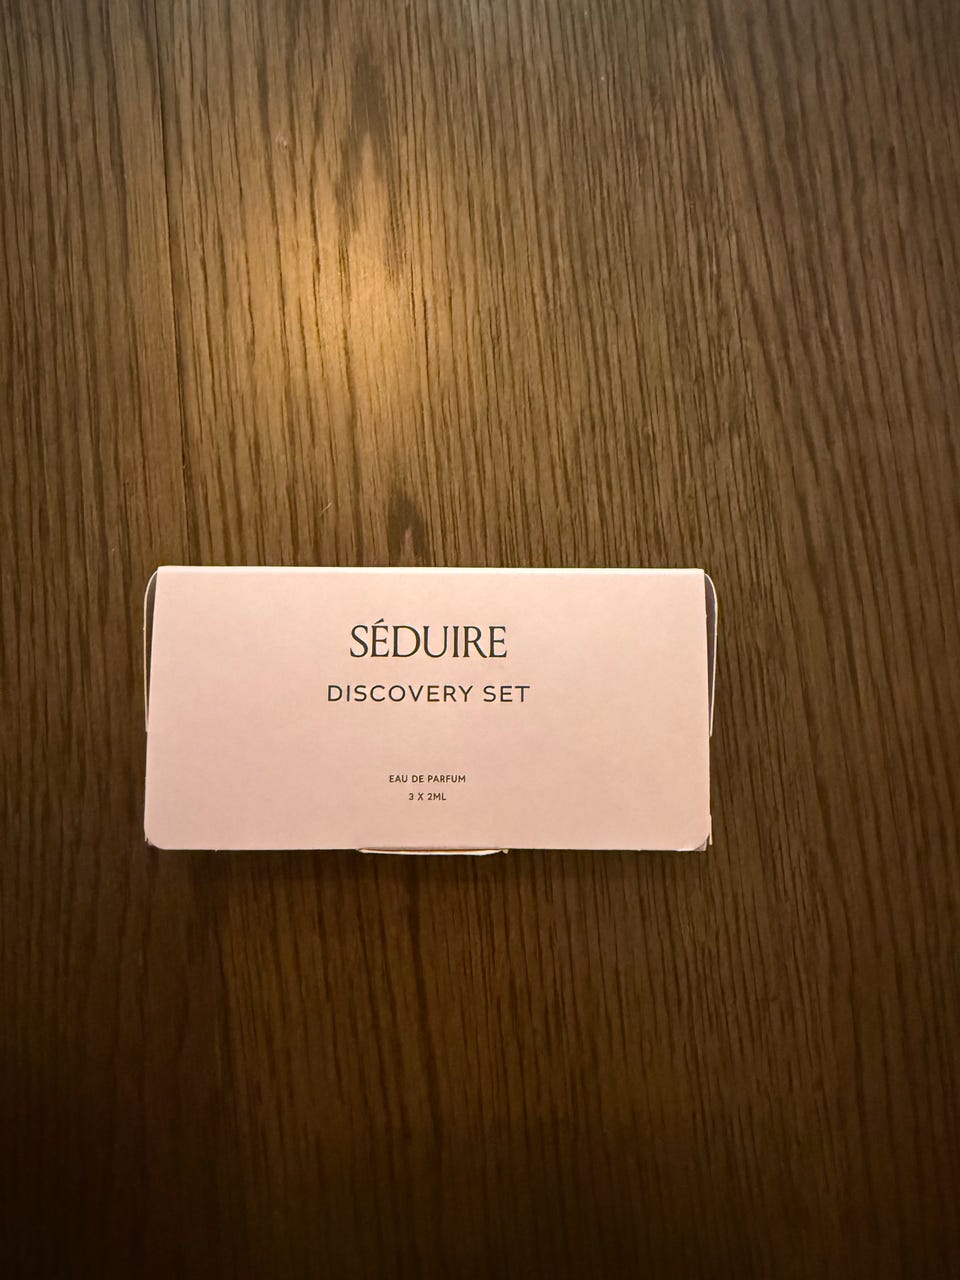 SÉDUIRE
DISCOVERY SET
EAU DE PARFUM
3 X 2ML